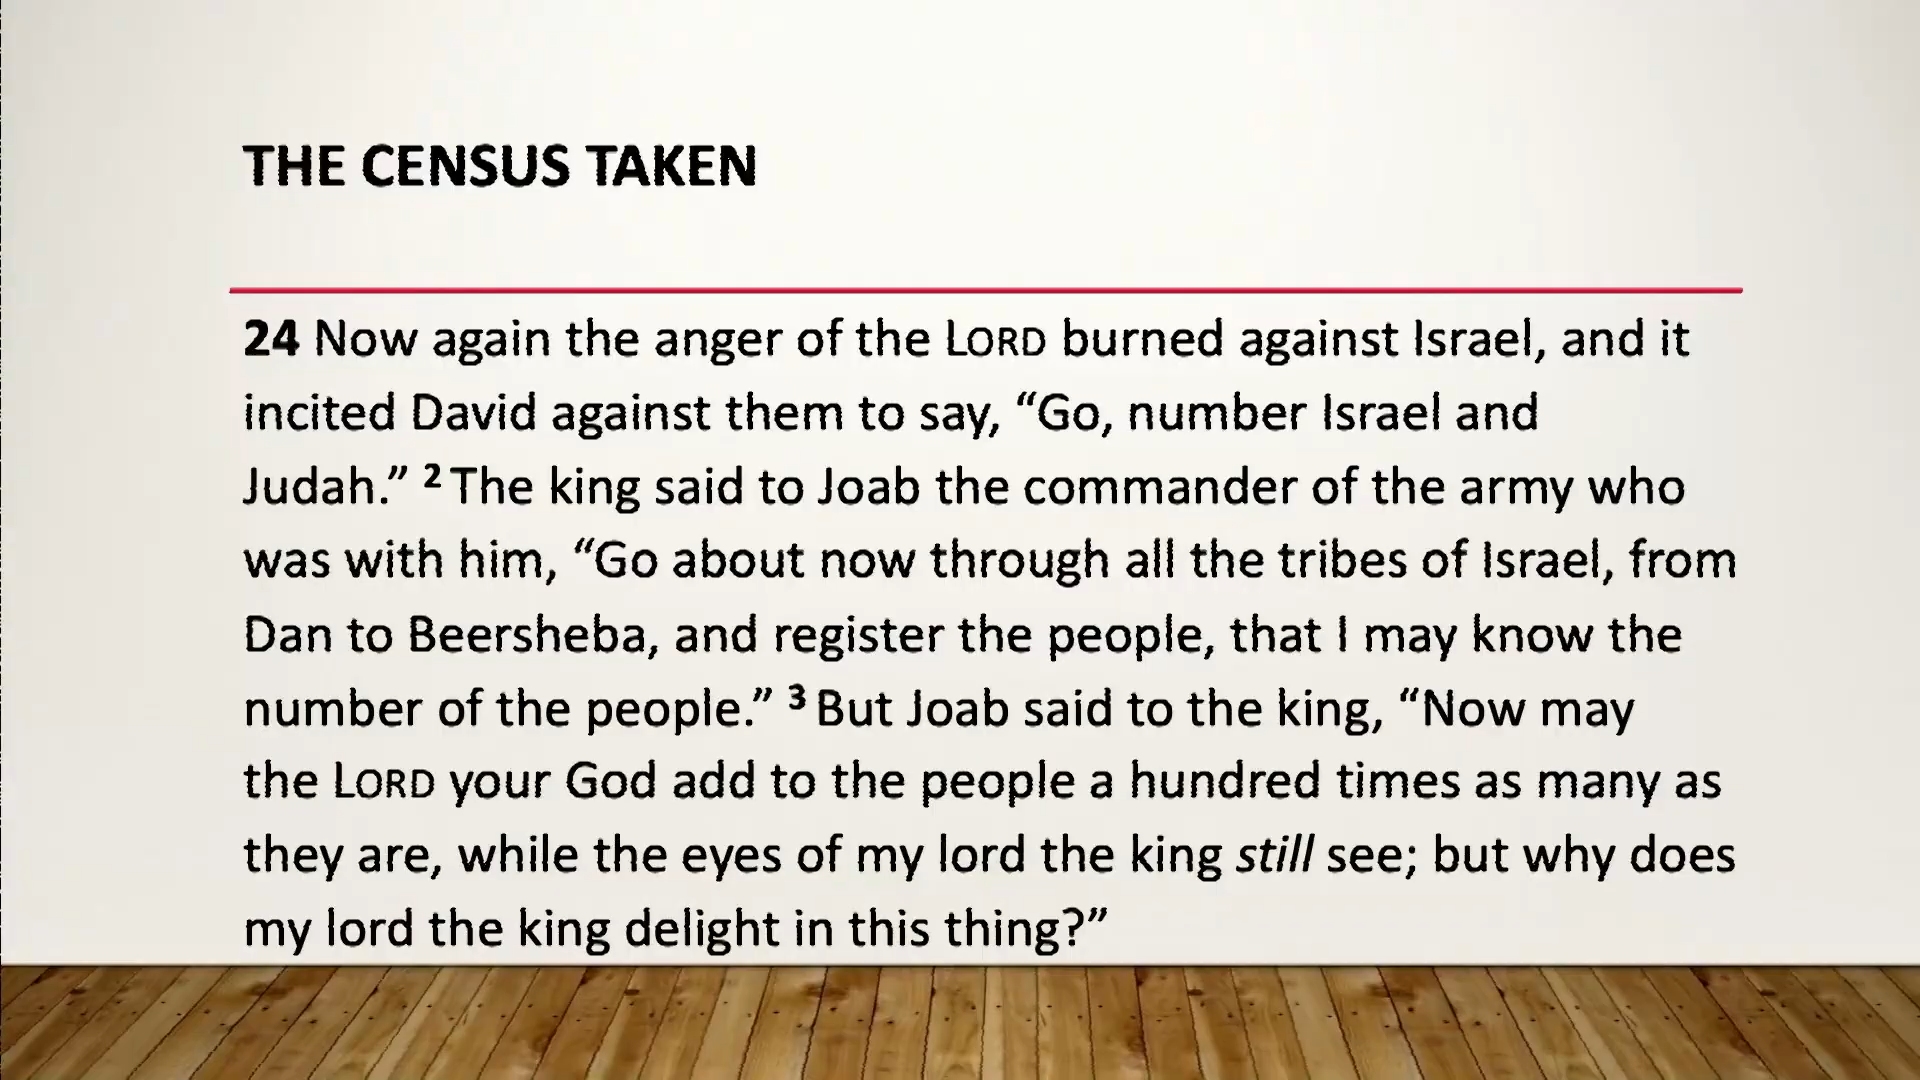 THE CENSUS TAKEN
24 Now again the anger of the LORD burned against Israel, and it
incited David against them to say, “Go, number Israel and
Judah.” 2 The king said to Joab the commander of the army who
was with him, “Go about now through all the tribes of Israel, from
Dan to Beersheba, and register the people, that I may know the
number of the people.” 3 But Joab said to the king, “Now may
the LORD your God add to the people a hundred times as many as
they are, while the eyes of my lord the king still see; but why does
my lord the king delight in this thing?”